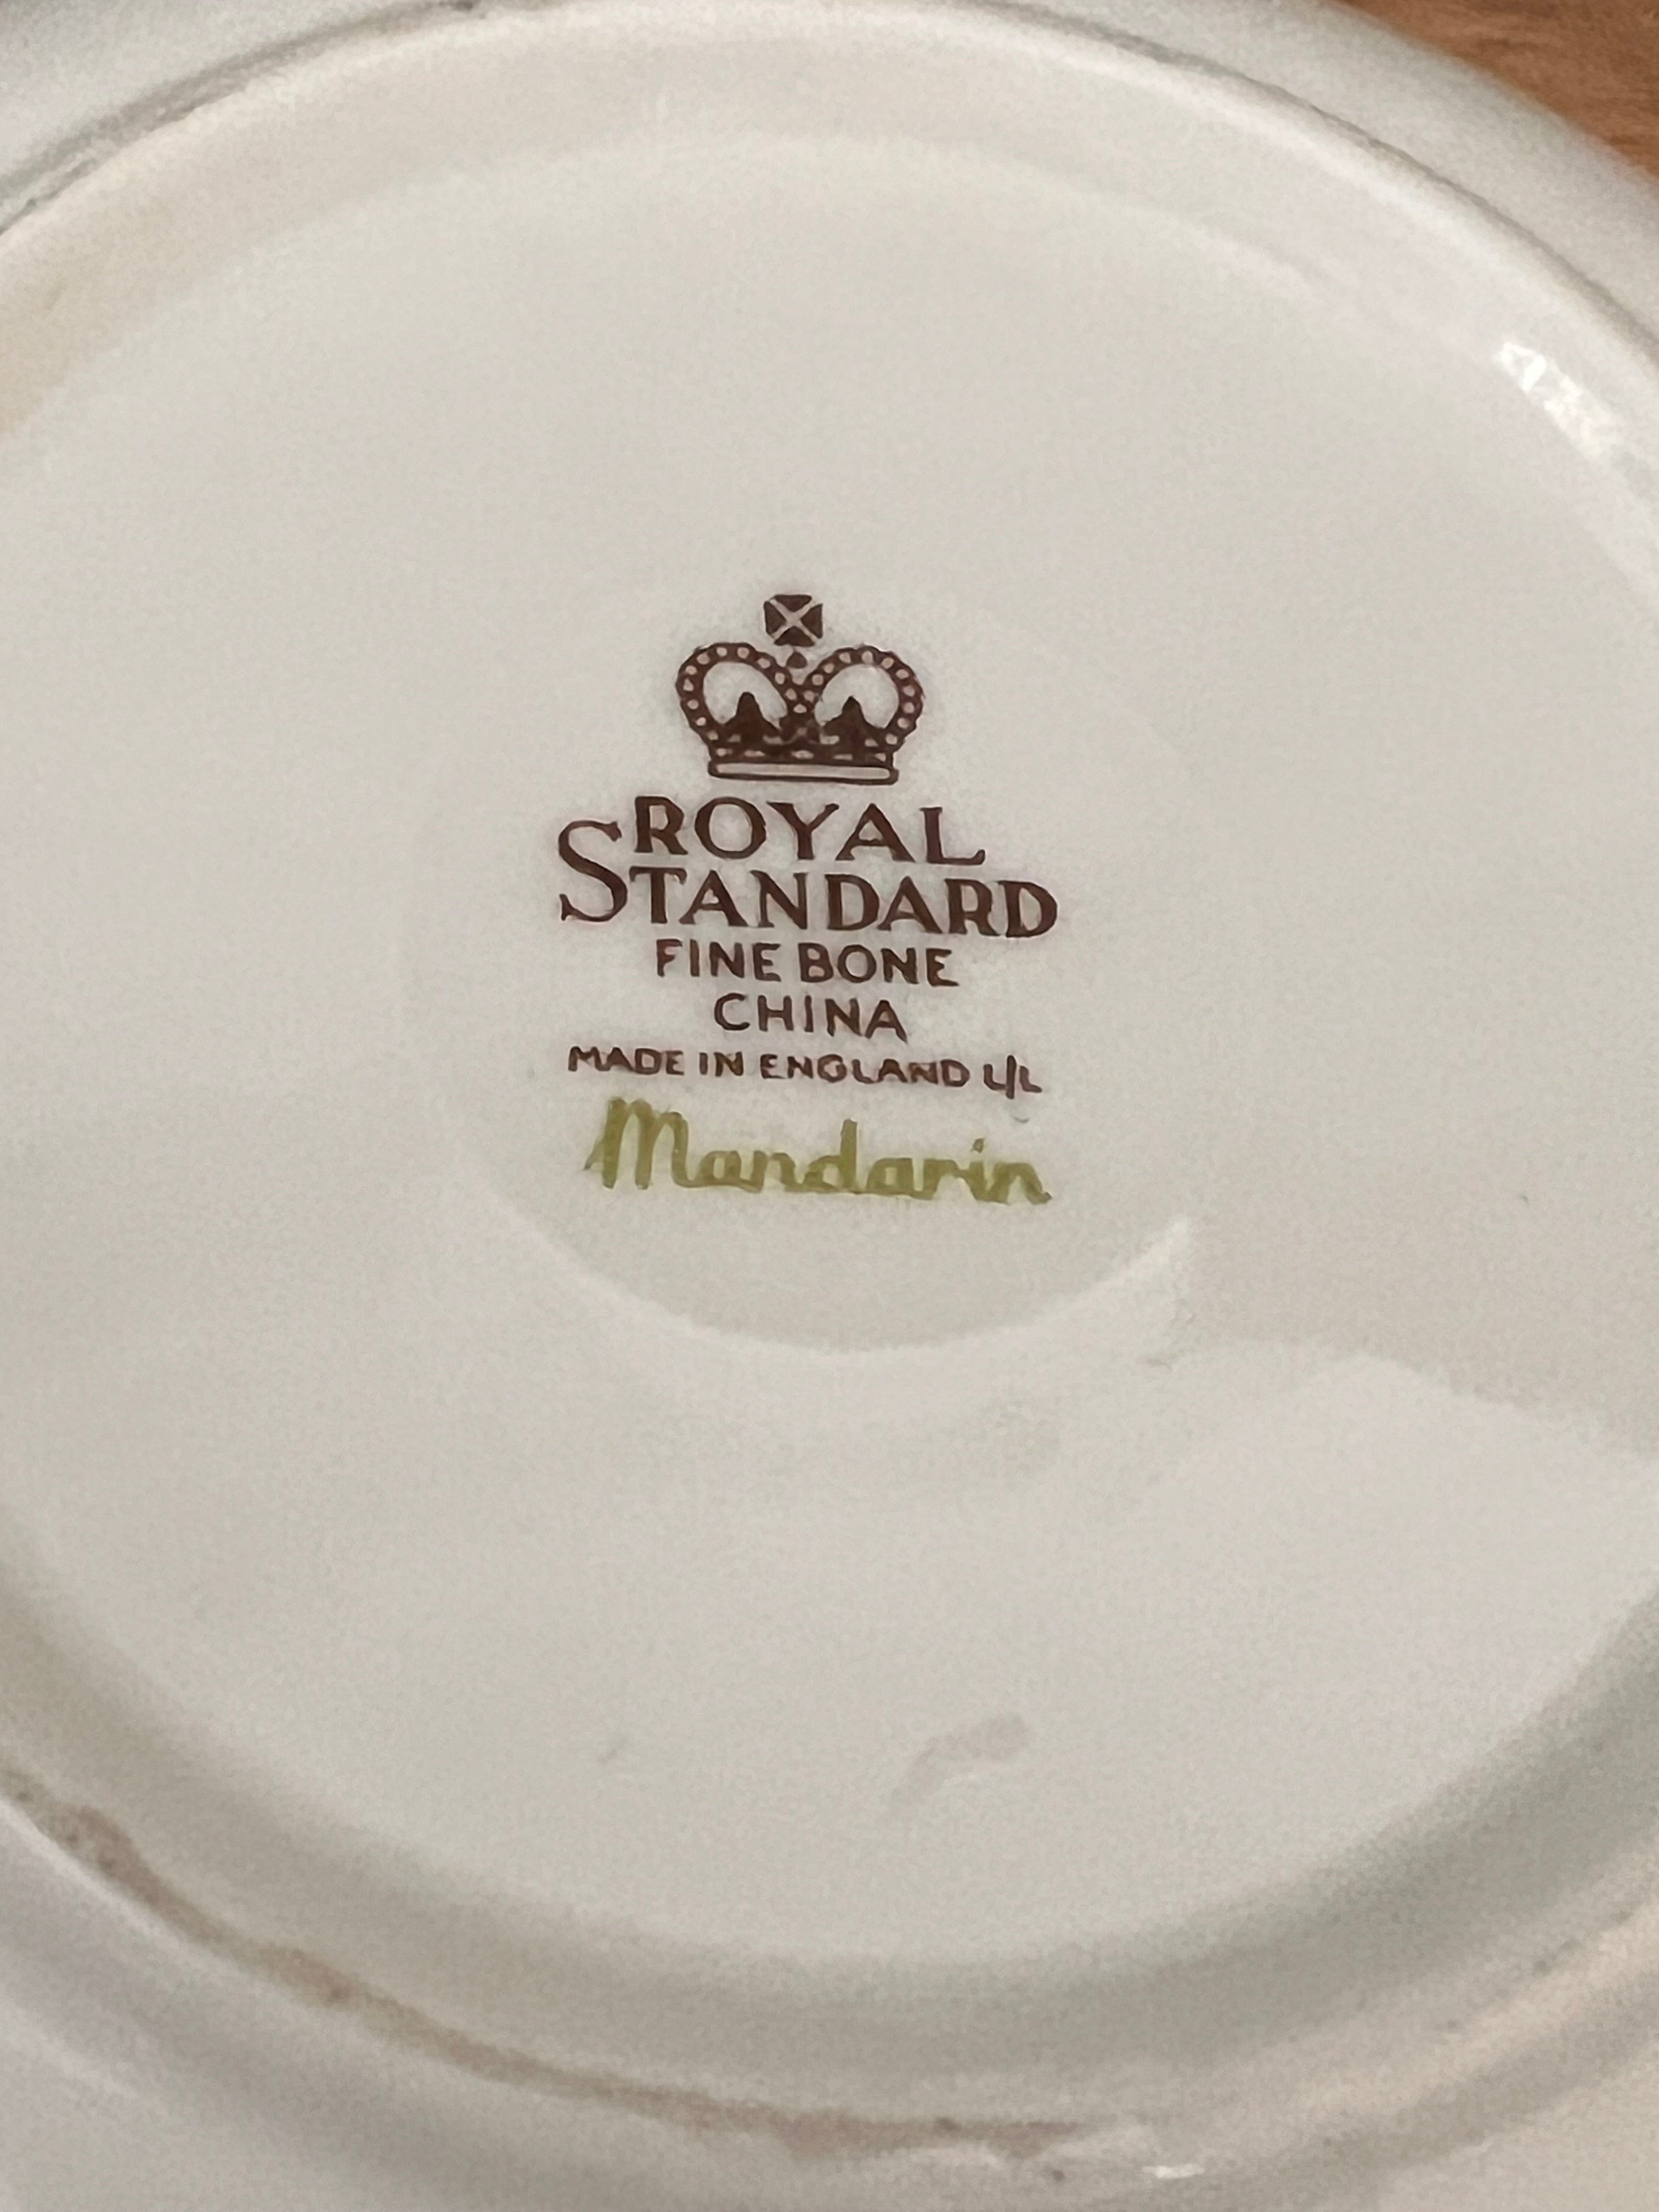 ROYAL
STANDARD
FINE BONE
CHINA
MADE IN ENGLAND L/L
Mandarin